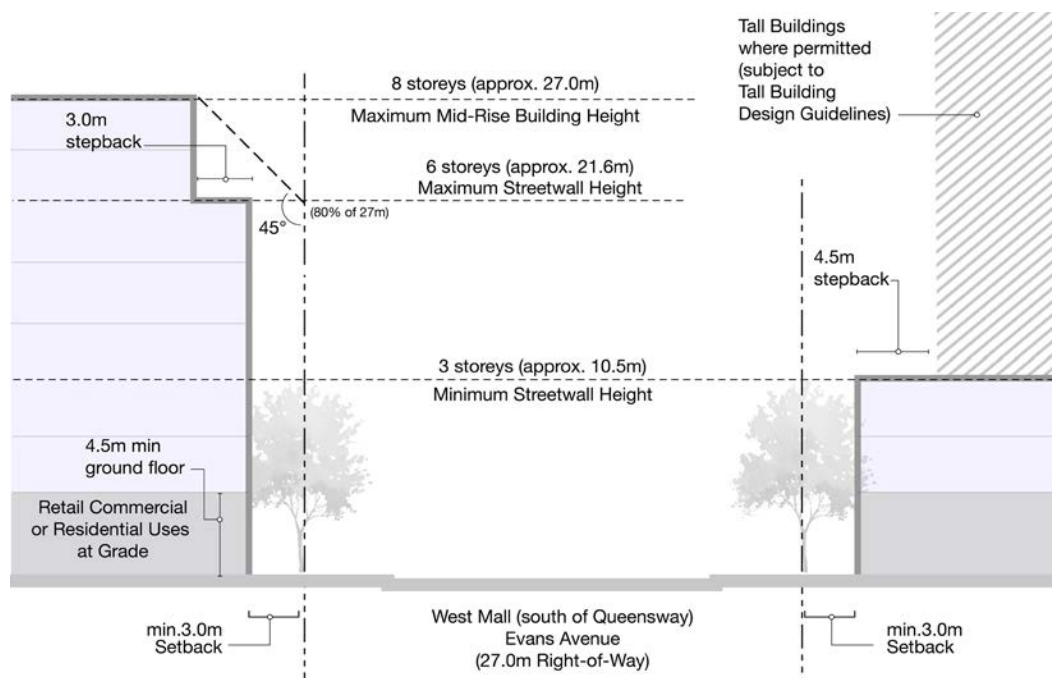 Tall Buildings
where permitted
(subject to
Tall Building
Design Guidelines)
8 storeys (approx. 27.0m)
Maximum Mid-Rise Building Height
3.0m
stepback
6 storeys (approx. 21.6m)
Maximum Streetwall Height
(80% of 27m)
45°
4.5m
stepback
3 storeys (approx. 10.5m)
Minimum Streetwall Height
4.5m min
ground floor
Retail Commercial
or Residential Uses
at Grade
min.3.0m
Setback
West Mall (south of Queensway)
Evans Avenue
(27.0m Right-of-Way)
min.3.0m
Setback